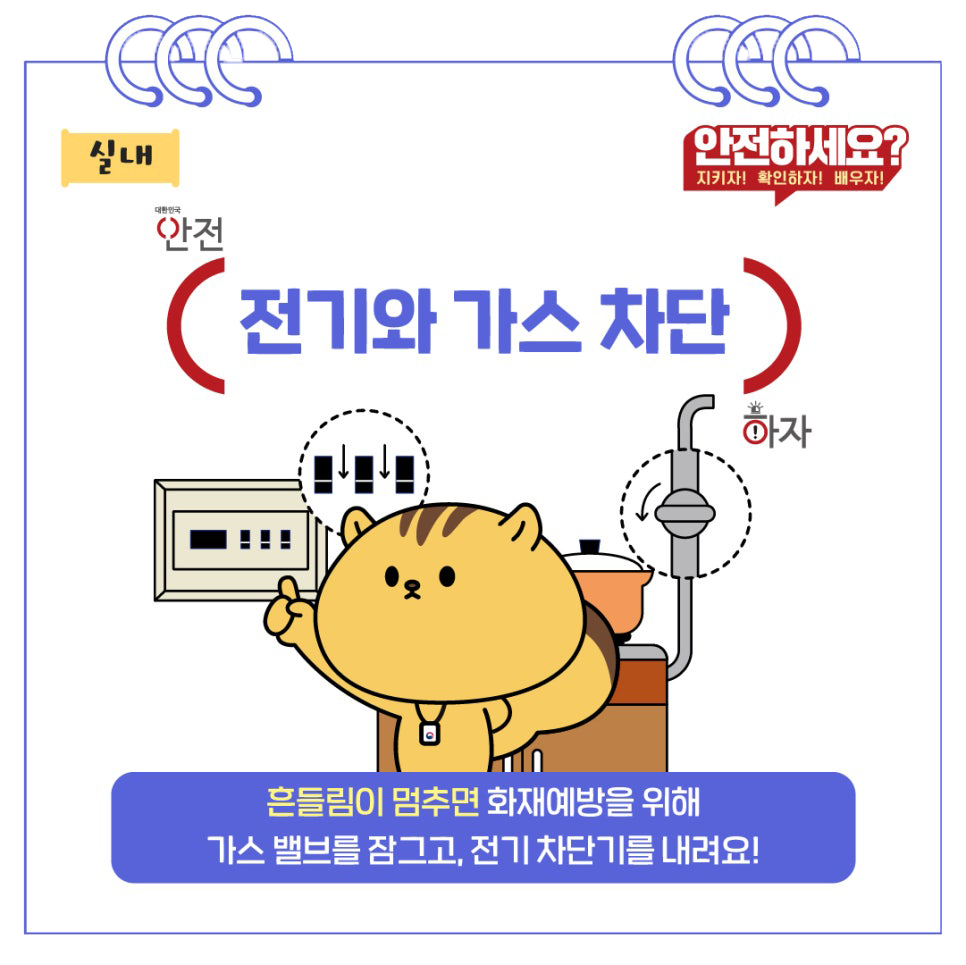 실내
안전하세요?
지키자! 확인하자! 배우자!
대한민국
안전
전기와 가스 차단
하자
흔들림이 멈추면 화재예방을 위해
가스 밸브를 잠그고, 전기 차단기를 내려요!